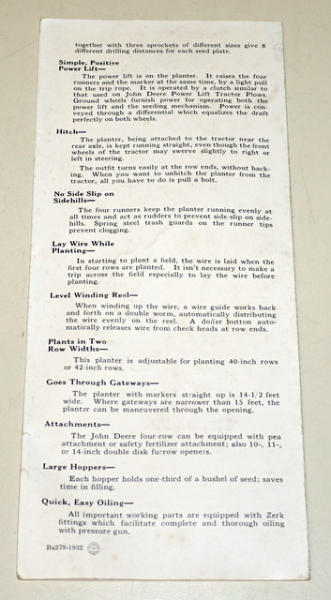 together with three sprockets of different sizes give 8
different drilling distances for each seed plate.
Simple, Positive
Power Lift—
The power lift is on the planter. It raises the four
runners and the marker at the same time, by a light pull
on the trip rope. It is operated by a clutch similar to
that used on John Deere Power Lift Tractor Plows.
Ground wheels furnish power for operating both the
power lift and the seeding mechanism. Power is con-
veyed through a differential which equalizes the draft
perfectly on both wheels.
Hitch—
The planter, being attached to the tractor near the
rear axle, is kept running straight, even though the front
wheels of the tractor may swerve slightly to right or
left in steering.
The outfit turns easily at the row ends, without back-
ing. When you want to unhitch the planter from the
tractor, all you have to do is pull a bolt.
No Side Slip on
Sidehills—
The four runners keep the planter running evenly at
all times and act as rudders to prevent side-slip on side-
hills. Spring steel trash guards on the runner tips
prevent clogging.
Lay Wire While
Planting—
In starting to plant a field, the wire is laid when the
first four rows are planted. It isn't necessary to make a
trip across the field especially to lay the wire before
planting.
Level Winding Reel—
When winding up the wire, a wire guide works back
and forth on a double worm, automatically distributing
the wire evenly on the reel. A doffer button auto-
matically releases wire from check heads at row ends.
Plants in Two
Row Widths—
This planter is adjustable for planting 40-inch rows
or 42-inch rows.
Goes Through Gateways—
The planter with markers straight up is 14-1/2 feet
wide. Where gateways are narrower than 15 feet, the
planter can be maneuvered through the opening.
Attachments—
The John Deere four-row can be equipped with pea
attachment or safety fertilizer attachment; also 10-, 11-,
or 14-inch double disk furrow openers.
Large Hoppers—
Each hopper holds one-third of a bushel of seed; saves
time in filling.
Quick, Easy Oiling—
All important working parts are equipped with Zerk
fittings which facilitate complete and thorough oiling
with pressure gun.
Ba279-1932